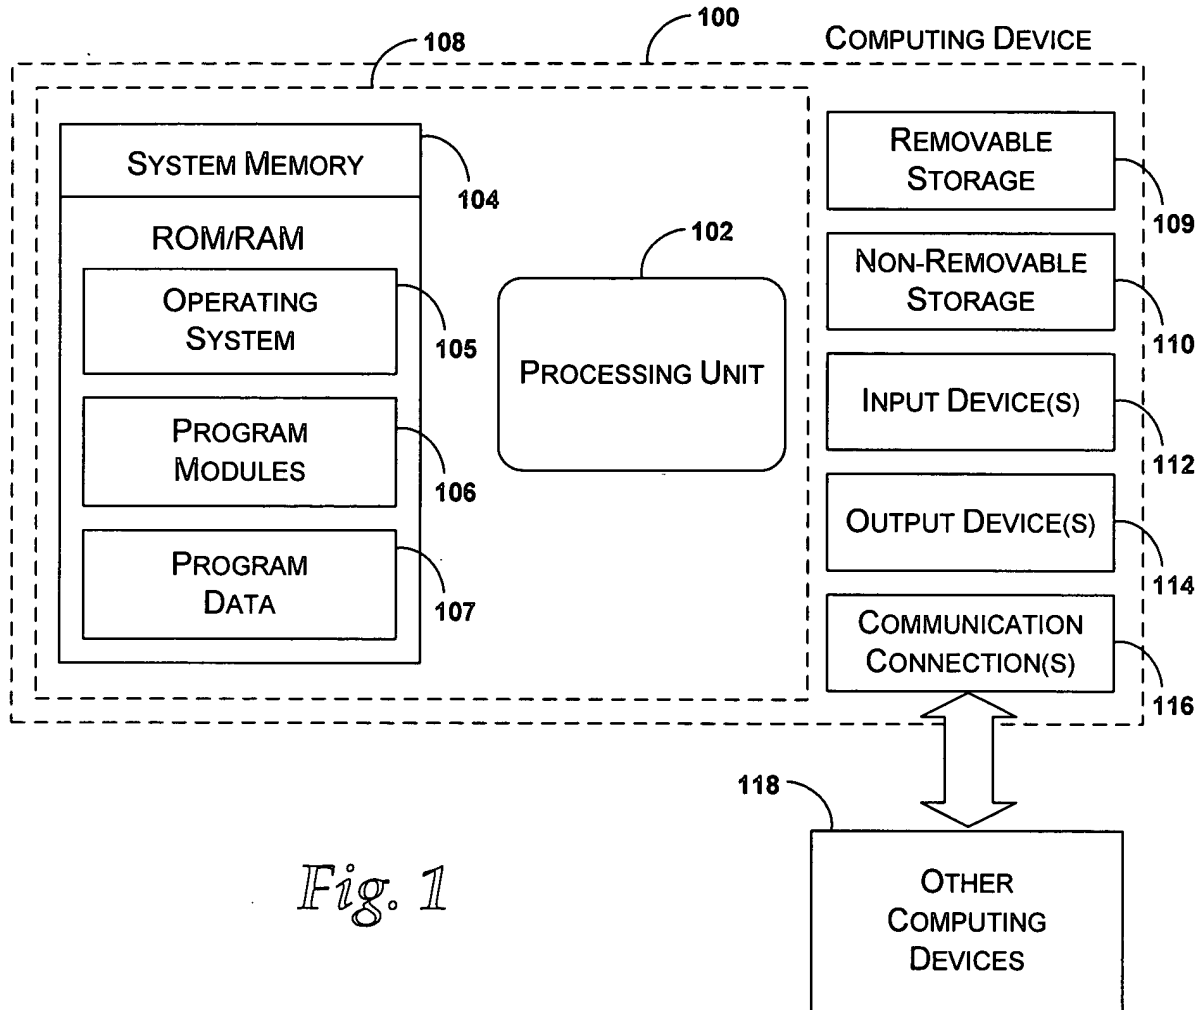 100
COMPUTING DEVICE
108
SYSTEM MEMORY
104
ROM/RAM
OPERATING
SYSTEM
105
PROGRAM
MODULES
106
PROGRAM
DATA
107
102
PROCESSING UNIT
REMOVABLE
STORAGE
109
NON-REMOVABLE
STORAGE
110
INPUT DEVICE(S)
112
OUTPUT DEVICE(S)
114
COMMUNICATION
CONNECTION(S)
116
118
OTHER
COMPUTING
DEVICES
Fig. 1